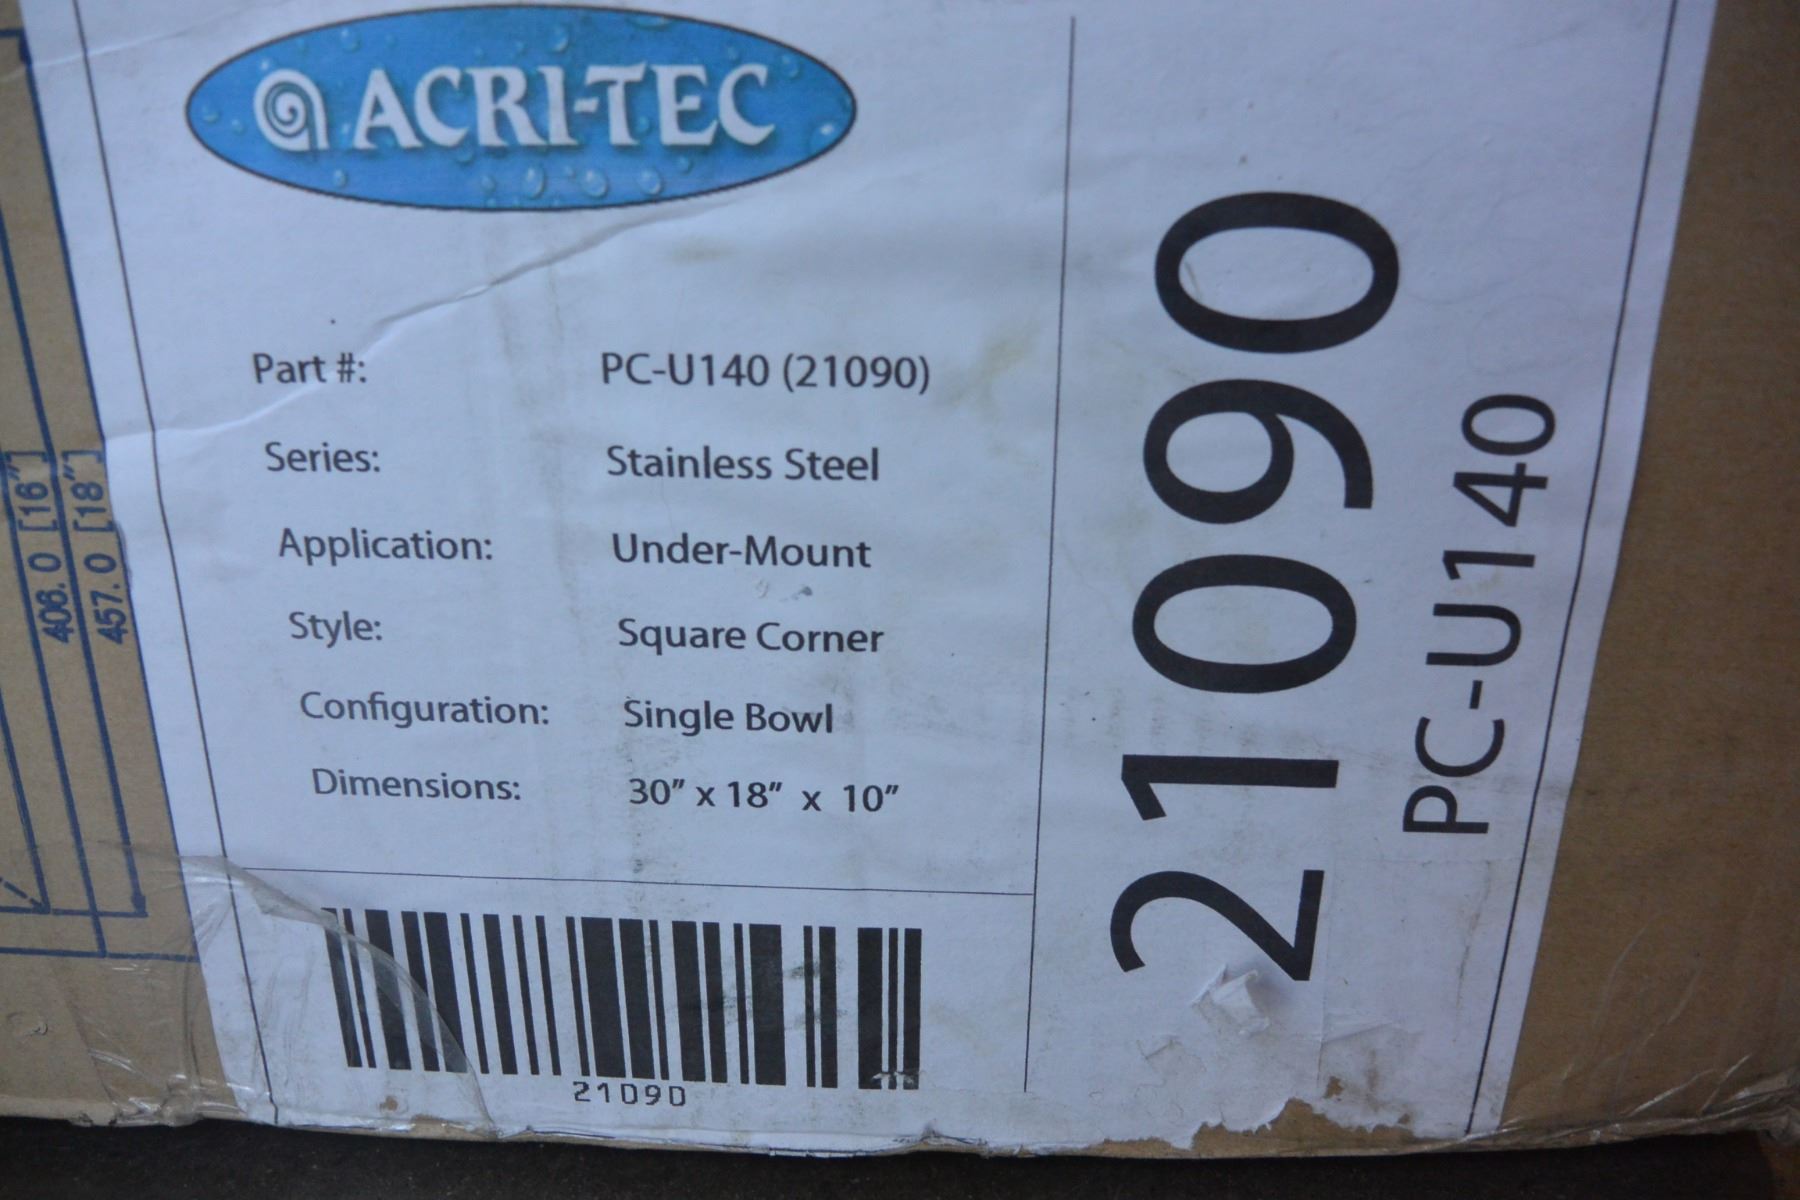 ACRI-TEC
Part #: PC-U140 (21090)
Series: Stainless Steel
Application: Under-Mount
Style: Square Corner
Configuration: Single Bowl
Dimensions: 30" x 18" x 10"
21090
21090
PC-U140
406.0 [16"]
457.0 [18"]